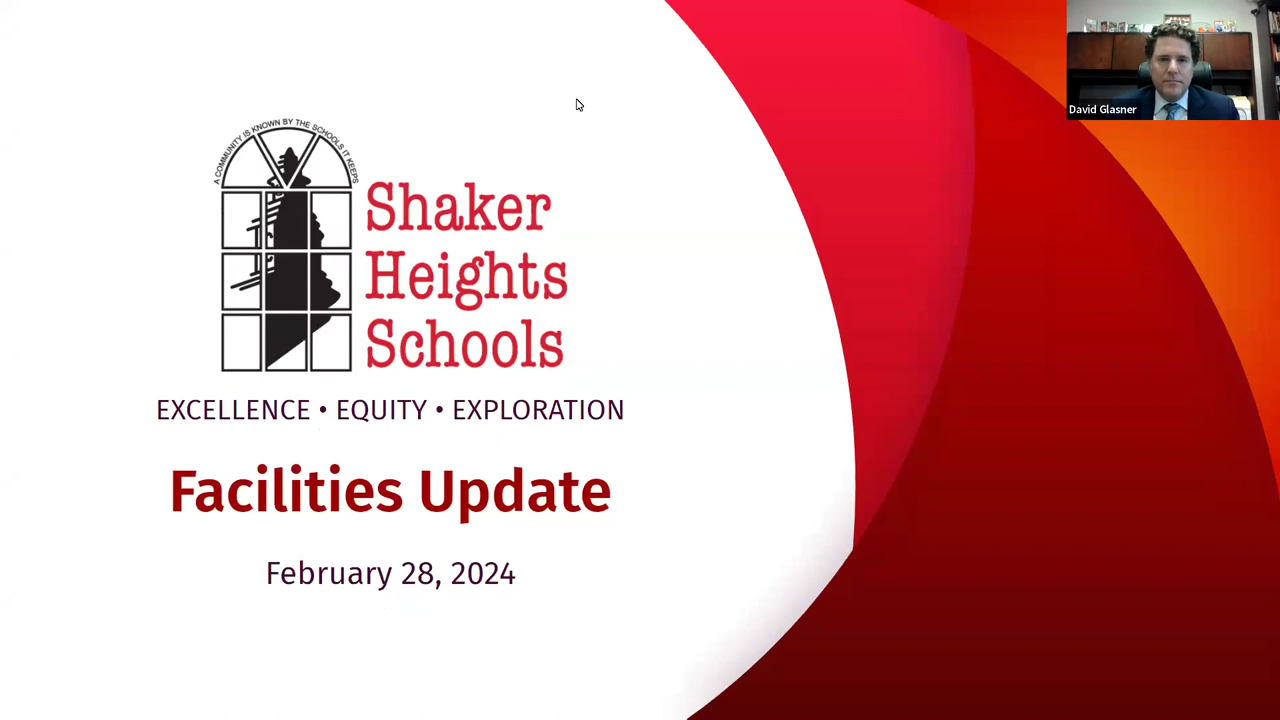 A COMMUNITY IS KNOWN BY THE SCHOOLS IT KEEPS
Shaker
Heights
Schools
EXCELLENCE • EQUITY • EXPLORATION
Facilities Update
February 28, 2024
David Glasner